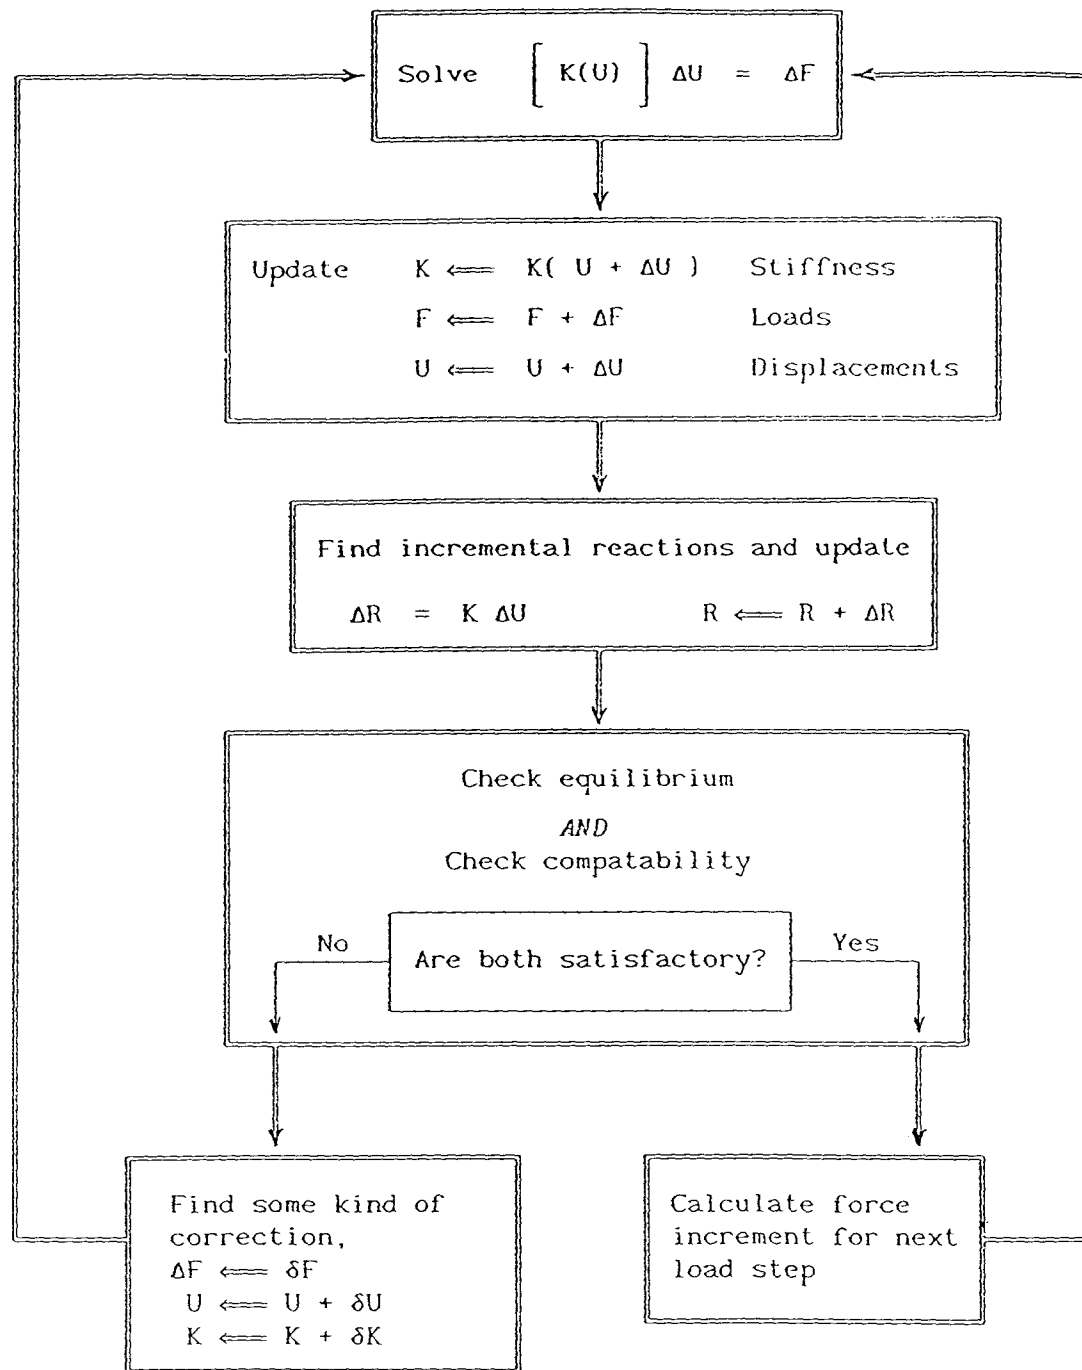 Solve [ K(U) ] ΔU = ΔF
Update K ⟸ K( U + ΔU ) Stiffness
F ⟸ F + ΔF Loads
U ⟸ U + ΔU Displacements
Find incremental reactions and update
ΔR = K ΔU R ⟸ R + ΔR
Check equilibrium
AND
Check compatability
No Are both satisfactory? Yes
Find some kind of
correction,
ΔF ⟸ δF
U ⟸ U + δU
K ⟸ K + δK
Calculate force
increment for next
load step